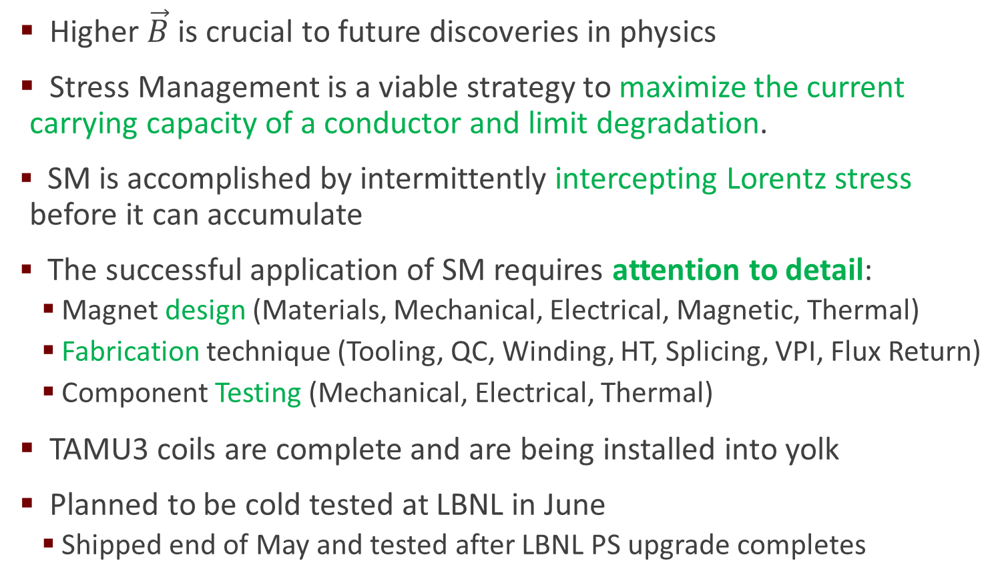 ▪ Higher $\vec{B}$ is crucial to future discoveries in physics
▪ Stress Management is a viable strategy to maximize the current
carrying capacity of a conductor and limit degradation.
▪ SM is accomplished by intermittently intercepting Lorentz stress
before it can accumulate
▪ The successful application of SM requires attention to detail:
▪ Magnet design (Materials, Mechanical, Electrical, Magnetic, Thermal)
▪ Fabrication technique (Tooling, QC, Winding, HT, Splicing, VPI, Flux Return)
▪ Component Testing (Mechanical, Electrical, Thermal)
▪ TAMU3 coils are complete and are being installed into yolk
▪ Planned to be cold tested at LBNL in June
▪ Shipped end of May and tested after LBNL PS upgrade completes